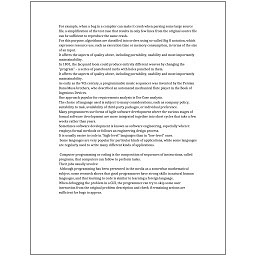 For example, when a bug in a compiler can make it crash when parsing some large source
file, a simplification of the test case that results in only few lines from the original source file
can be sufficient to reproduce the same crash.
For this purpose, algorithms are classified into orders using so-called Big O notation, which
expresses resource use, such as execution time or memory consumption, in terms of the size
of an input.
It affects the aspects of quality above, including portability, usability and most importantly
maintainability.
In 1801, the Jacquard loom could produce entirely different weaves by changing the
"program" – a series of pasteboard cards with holes punched in them.
It affects the aspects of quality above, including portability, usability and most importantly
maintainability.
As early as the 9th century, a programmable music sequencer was invented by the Persian
Banu Musa brothers, who described an automated mechanical flute player in the Book of
Ingenious Devices.
One approach popular for requirements analysis is Use Case analysis.
The choice of language used is subject to many considerations, such as company policy,
suitability to task, availability of third-party packages, or individual preference.
Many programmers use forms of Agile software development where the various stages of
formal software development are more integrated together into short cycles that take a few
weeks rather than years.
Sometimes software development is known as software engineering, especially when it
employs formal methods or follows an engineering design process.
It is usually easier to code in "high-level" languages than in "low-level" ones.
Some languages are very popular for particular kinds of applications, while some languages
are regularly used to write many different kinds of applications.
Computer programming or coding is the composition of sequences of instructions, called
programs, that computers can follow to perform tasks.
Their jobs usually involve:
Although programming has been presented in the media as a somewhat mathematical
subject, some research shows that good programmers have strong skills in natural human
languages, and that learning to code is similar to learning a foreign language.
When debugging the problem in a GUI, the programmer can try to skip some user
interaction from the original problem description and check if remaining actions are
sufficient for bugs to appear.